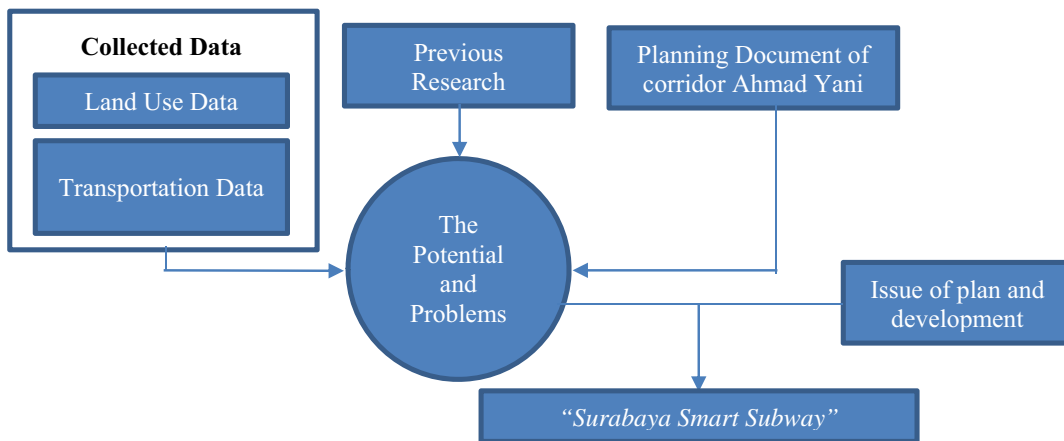 Collected Data
Land Use Data
Transportation Data
Previous
Research
Planning Document of
corridor Ahmad Yani
The
Potential
and
Problems
Issue of plan and
development
“Surabaya Smart Subway”